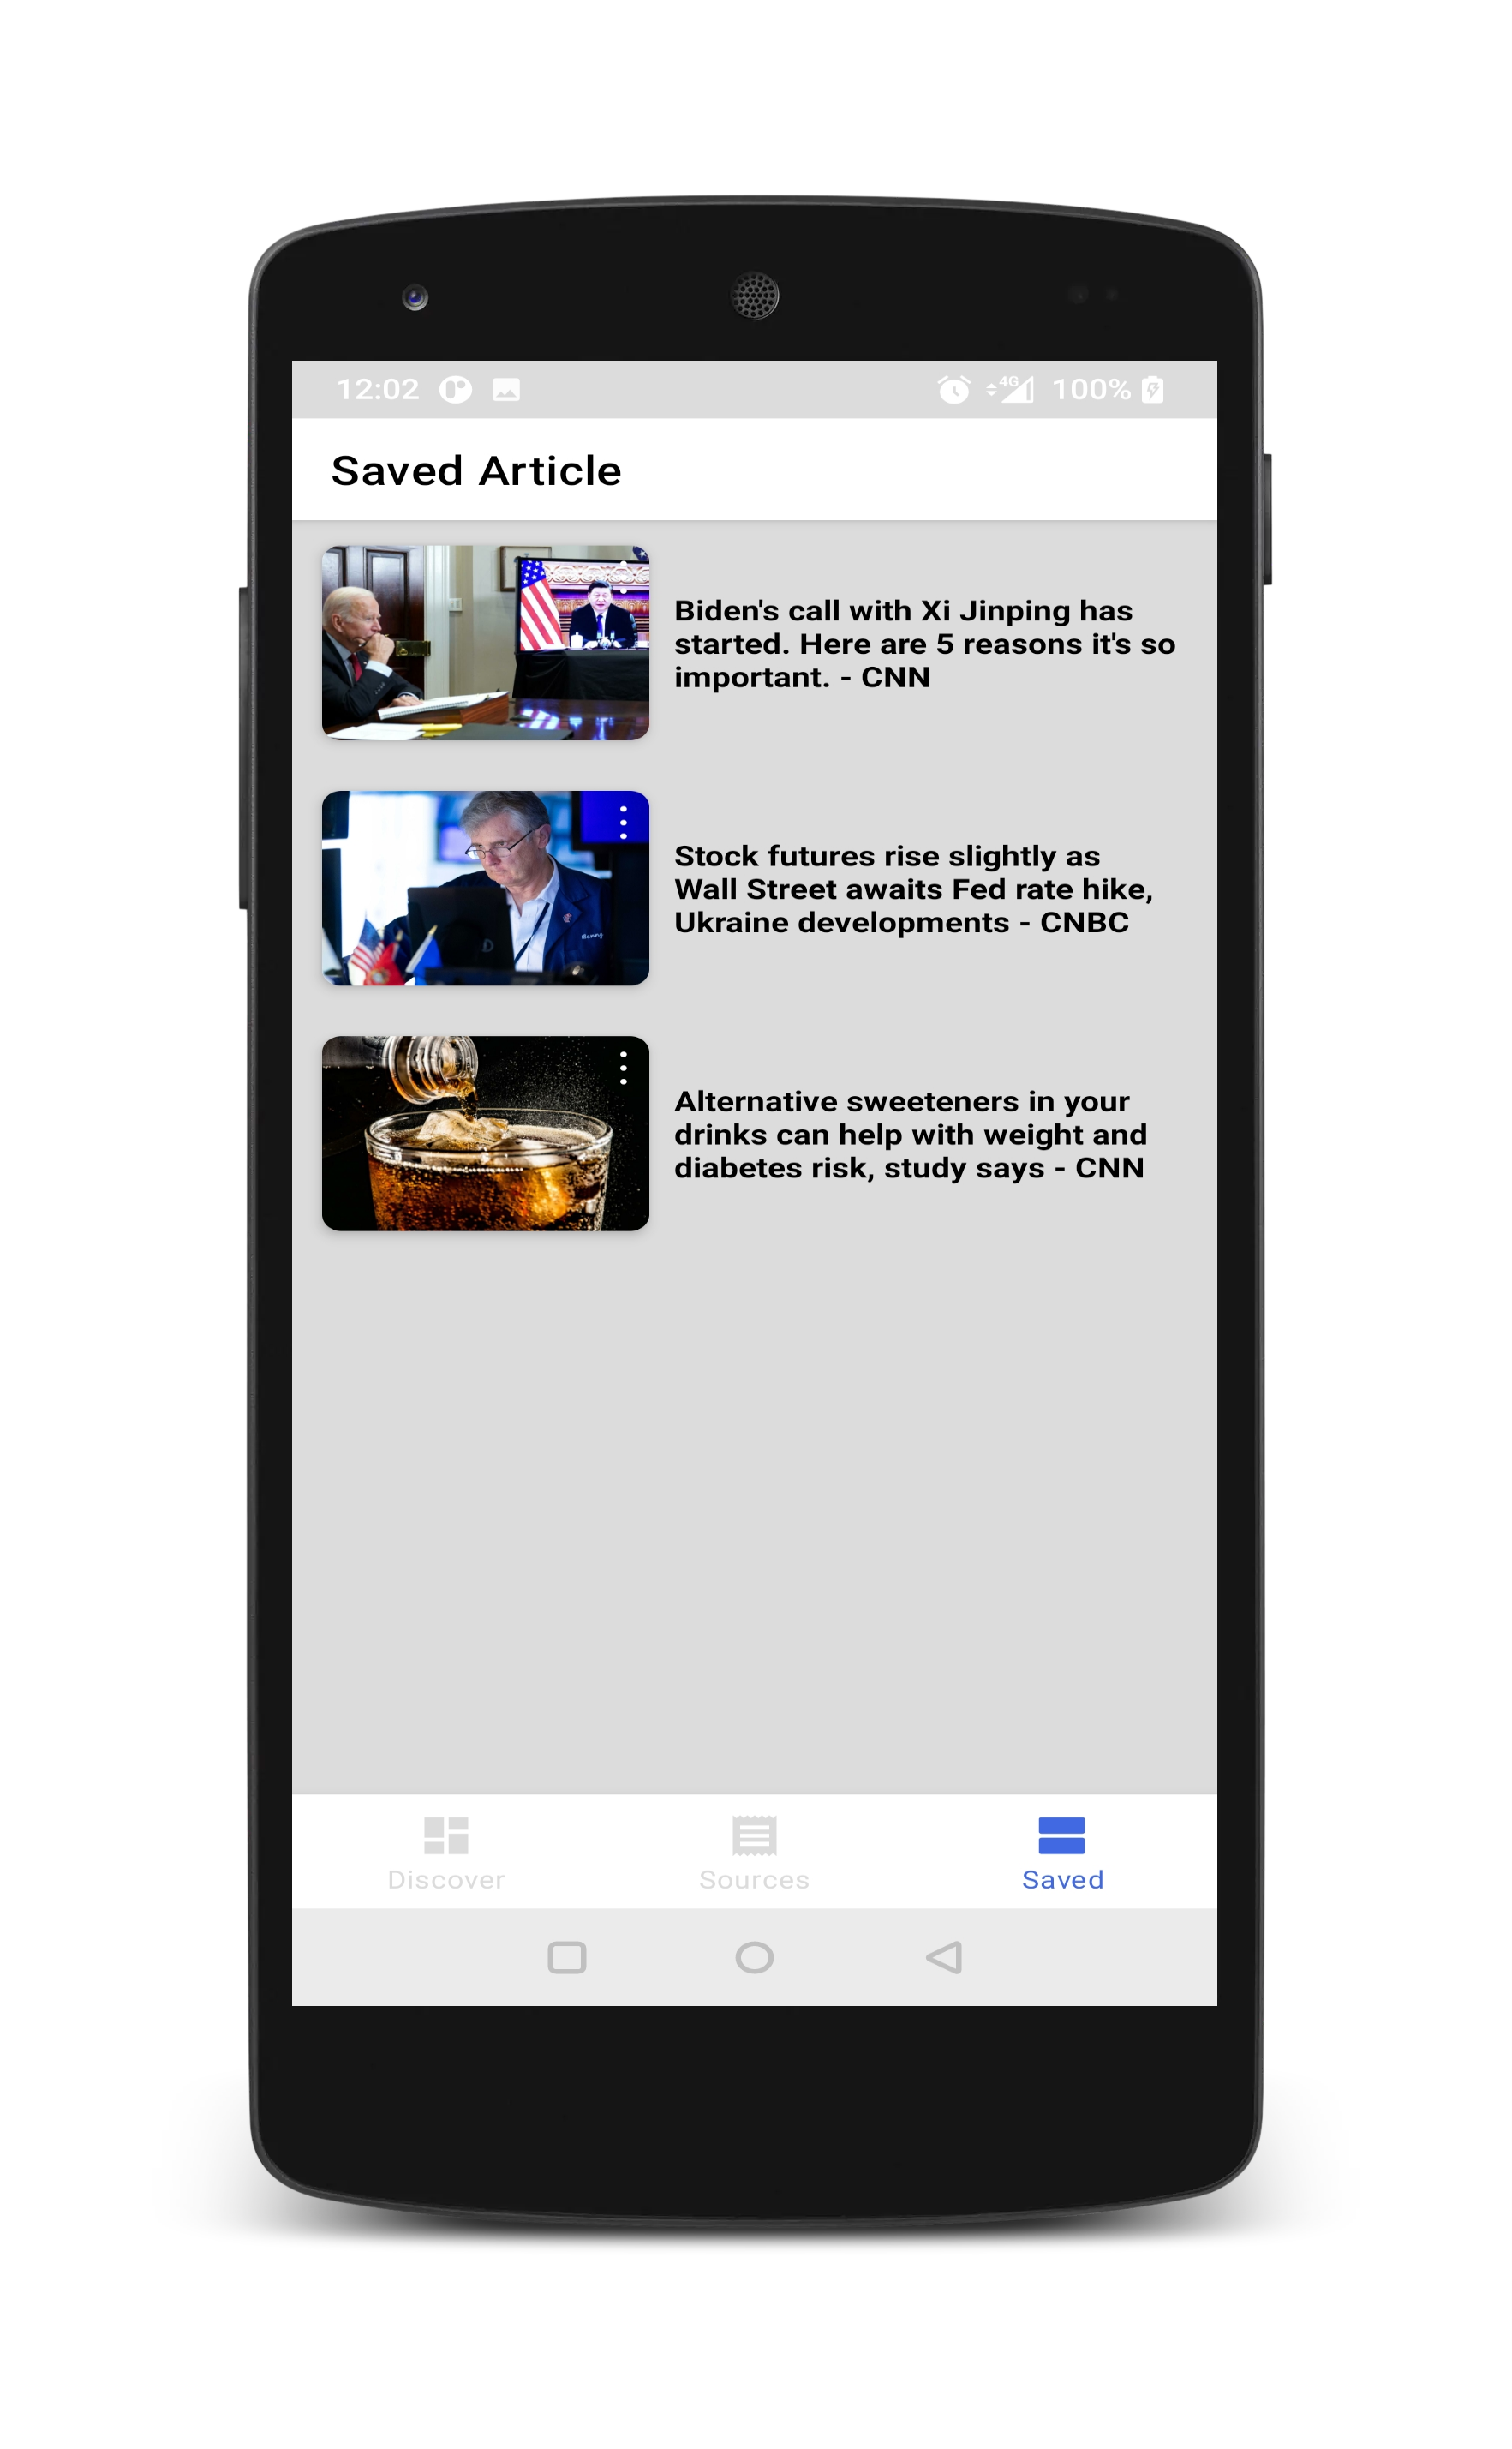 12:02 4G 100%
Saved Article
Biden's call with Xi Jinping has
started. Here are 5 reasons it's so
important. - CNN
Stock futures rise slightly as
Wall Street awaits Fed rate hike,
Ukraine developments - CNBC
Alternative sweeteners in your
drinks can help with weight and
diabetes risk, study says - CNN
Discover Sources Saved